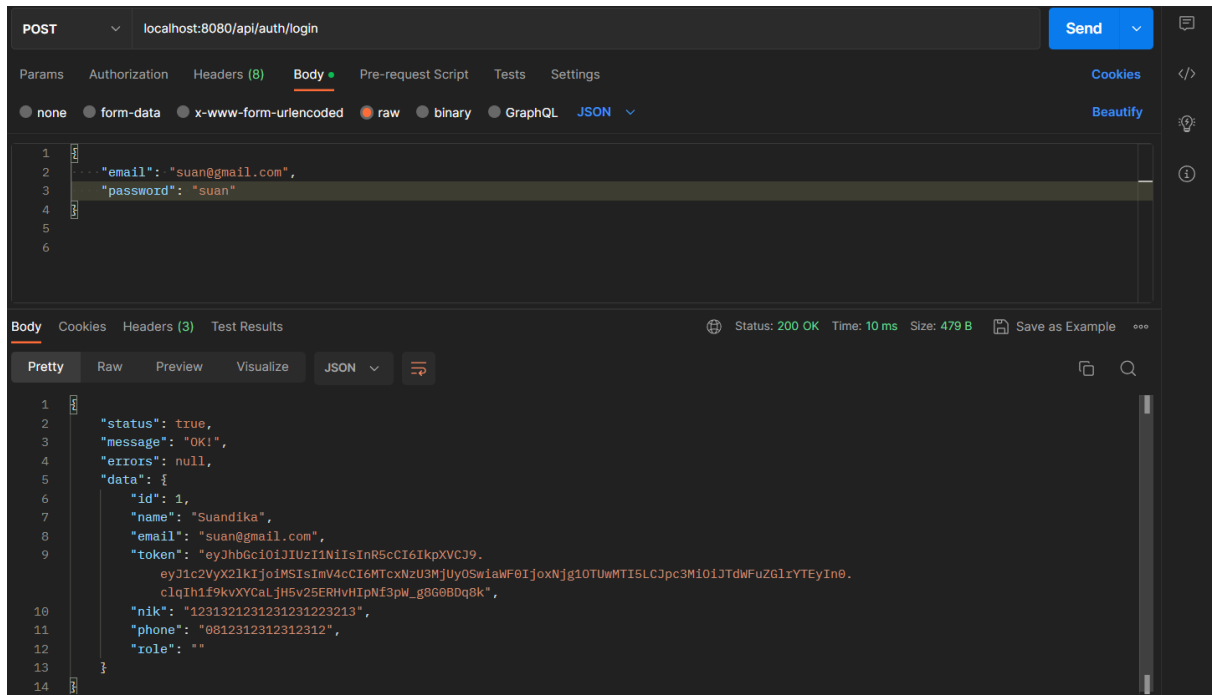 POST localhost:8080/api/auth/login Send
Params Authorization Headers (8) Body Pre-request Script Tests Settings Cookies
none form-data x-www-form-urlencoded raw binary GraphQL JSON Beautify
1 {
2 "email": "suan@gmail.com",
3 "password": "suan"
4 }
5
6
Body Cookies Headers (3) Test Results Status: 200 OK Time: 10 ms Size: 479 B Save as Example
Pretty Raw Preview Visualize JSON
1 {
2 "status": true,
3 "message": "OK!",
4 "errors": null,
5 "data": {
6 "id": 1,
7 "name": "Suandika",
8 "email": "suan@gmail.com",
9 "token": "eyJhbGciOiJIUzI1NiIsInR5cCI6IkpXVCJ9.
eyJ1c2VyX2lkIjoiMSIsImV4cCI6MTcxNzU3MjUyOSwiaWF0IjoxNjg1OTUwMTI5LCJpc3MiOiJTdWFuZGlrYTEyIn0.
clqIh1f9kvXYCaLjH5v25ERHvHIpNf3pW_g8G0BDq8k",
10 "nik": "1231321231231231223213",
11 "phone": "0812312312312312",
12 "role": ""
13 }
14 }